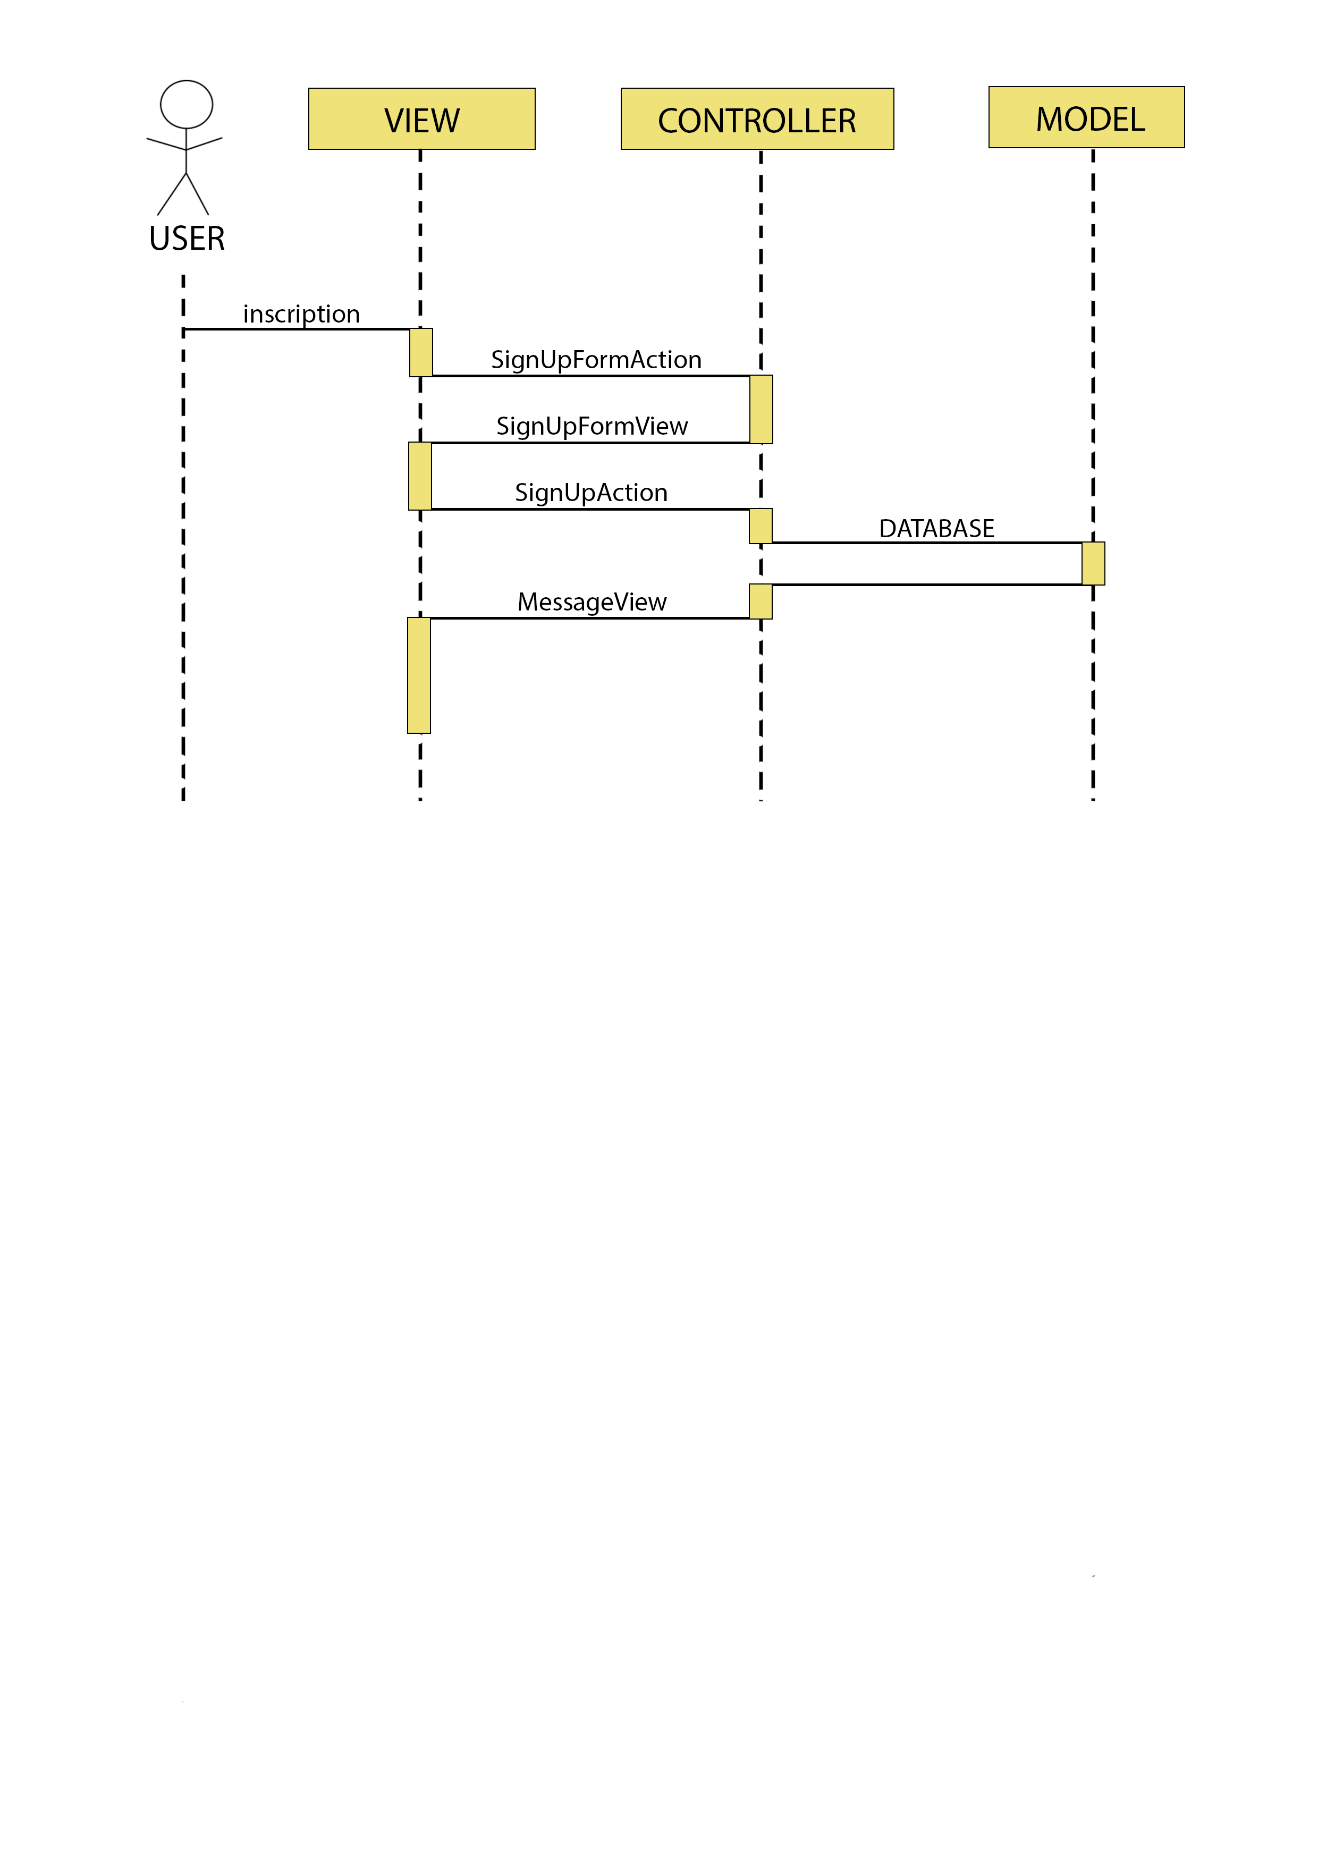 VIEW
CONTROLLER
MODEL
USER
inscription
SignUpFormAction
SignUpFormView
SignUpAction
DATABASE
MessageView